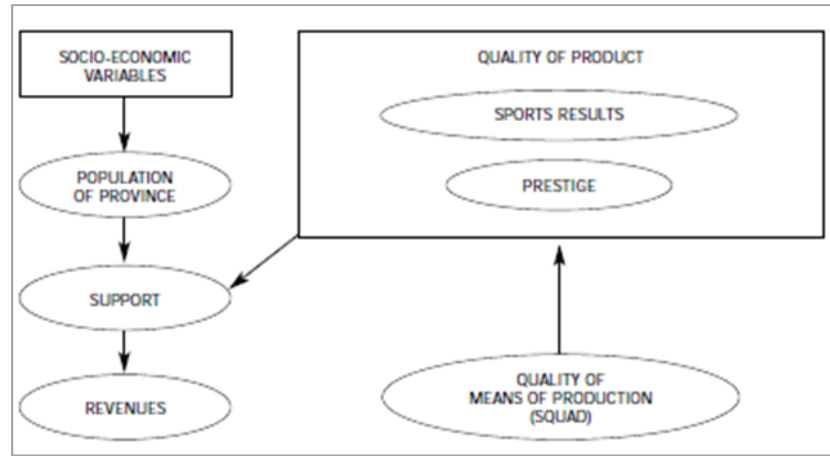 SOCIO-ECONOMIC
VARIABLES
QUALITY OF PRODUCT
SPORTS RESULTS
PRESTIGE
POPULATION
OF PROVINCE
SUPPORT
REVENUES
QUALITY OF
MEANS OF PRODUCTION
(SQUAD)